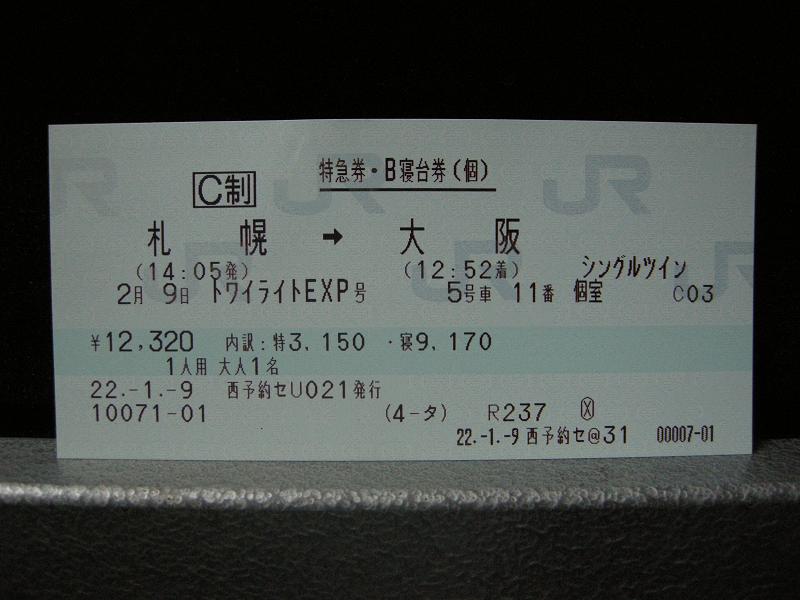 特急券・B寝台券(個)
C制
札幌 → 大阪
(14:05発) (12:52着) シングルツイン
2月 9日 トワイライトEXP号 5号車 11番 個室 C03
¥12,320 内訳:特3,150 ・寝9,170
1人用 大人1名
22.-1.-9 西予約セU021発行
10071-01 (4-タ) R237 Ⓧ
22.-1.-9 西予約セ@31 00007-01
JR JR JR
JR JR JR